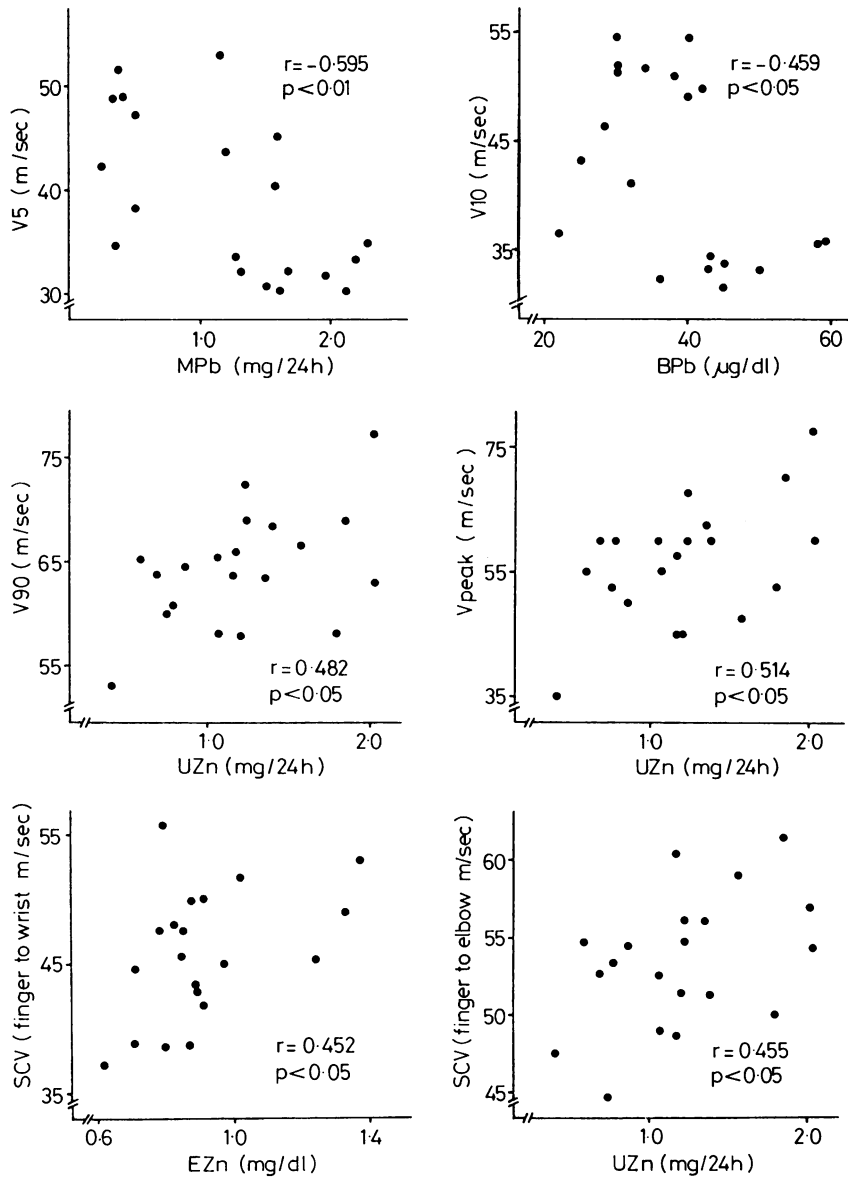 V5 (m/sec)
50
40
30
r=-0·595
p<0·01
1·0 2·0
MPb (mg/24h)
V10 (m/sec)
55
45
35
r=-0·459
p<0·05
20 40 60
BPb (μg/dl)
V90 (m/sec)
75
65
55
r=0·482
p<0·05
1·0 2·0
UZn (mg/24h)
Vpeak (m/sec)
75
55
35
r=0·514
p<0·05
1·0 2·0
UZn (mg/24h)
SCV (finger to wrist m/sec)
55
45
35
r=0·452
p<0·05
0·6 1·0 1·4
EZn (mg/dl)
SCV (finger to elbow m/sec)
60
55
50
45
r=0·455
p<0·05
1·0 2·0
UZn (mg/24h)